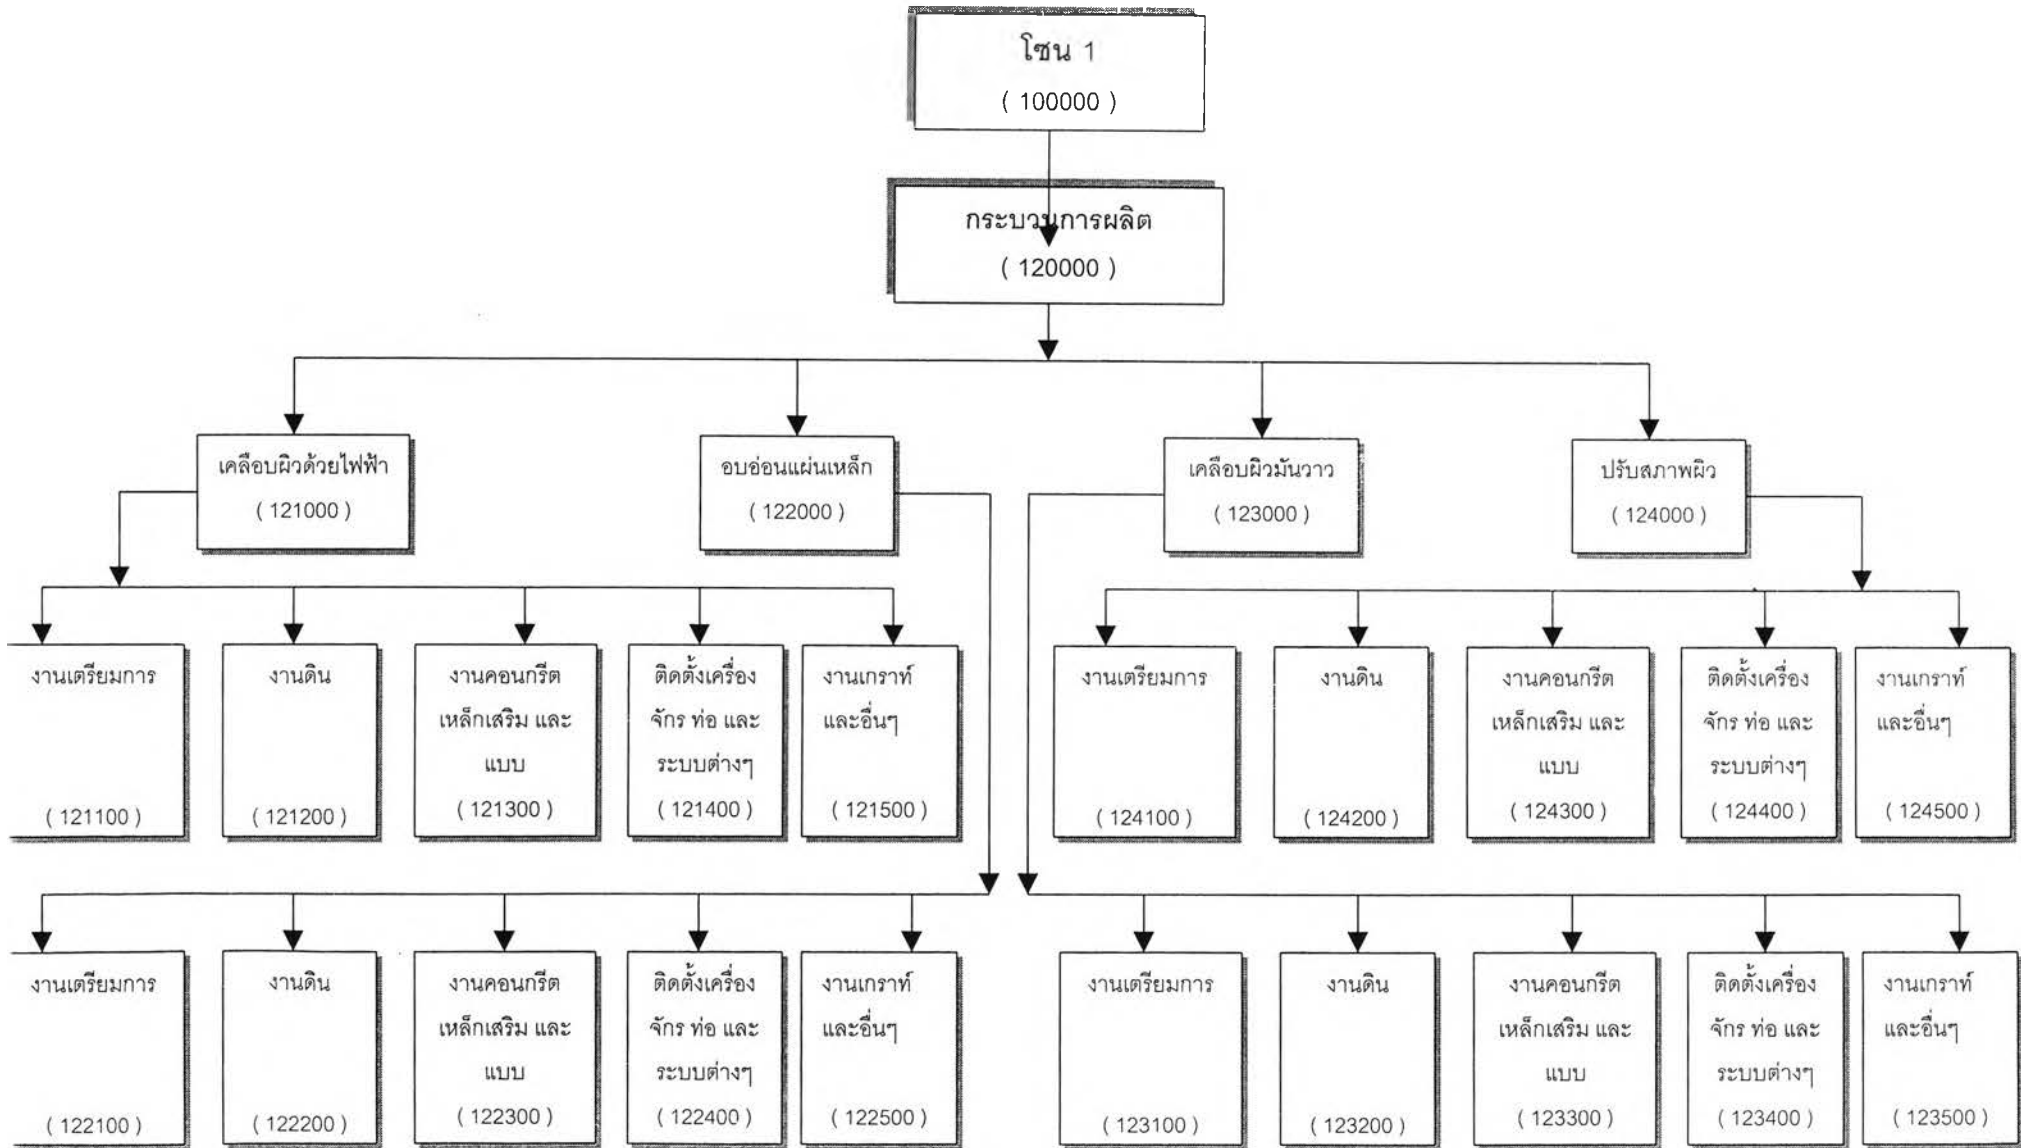 โซน 1
( 100000 )
กระบวนการผลิต
( 120000 )
เคลือบผิวด้วยไฟฟ้า
( 121000 )
อบอ่อนแผ่นเหล็ก
( 122000 )
เคลือบผิวมันวาว
( 123000 )
ปรับสภาพผิว
( 124000 )
งานเตรียมการ
( 121100 )
งานดิน
( 121200 )
งานคอนกรีต
เหล็กเสริม และ
แบบ
( 121300 )
ติดตั้งเครื่อง
จักร ท่อ และ
ระบบต่างๆ
( 121400 )
งานเกราท์
และอื่นๆ
( 121500 )
งานเตรียมการ
( 124100 )
งานดิน
( 124200 )
งานคอนกรีต
เหล็กเสริม และ
แบบ
( 124300 )
ติดตั้งเครื่อง
จักร ท่อ และ
ระบบต่างๆ
( 124400 )
งานเกราท์
และอื่นๆ
( 124500 )
งานเตรียมการ
( 122100 )
งานดิน
( 122200 )
งานคอนกรีต
เหล็กเสริม และ
แบบ
( 122300 )
ติดตั้งเครื่อง
จักร ท่อ และ
ระบบต่างๆ
( 122400 )
งานเกราท์
และอื่นๆ
( 122500 )
งานเตรียมการ
( 123100 )
งานดิน
( 123200 )
งานคอนกรีต
เหล็กเสริม และ
แบบ
( 123300 )
ติดตั้งเครื่อง
จักร ท่อ และ
ระบบต่างๆ
( 123400 )
งานเกราท์
และอื่นๆ
( 123500 )